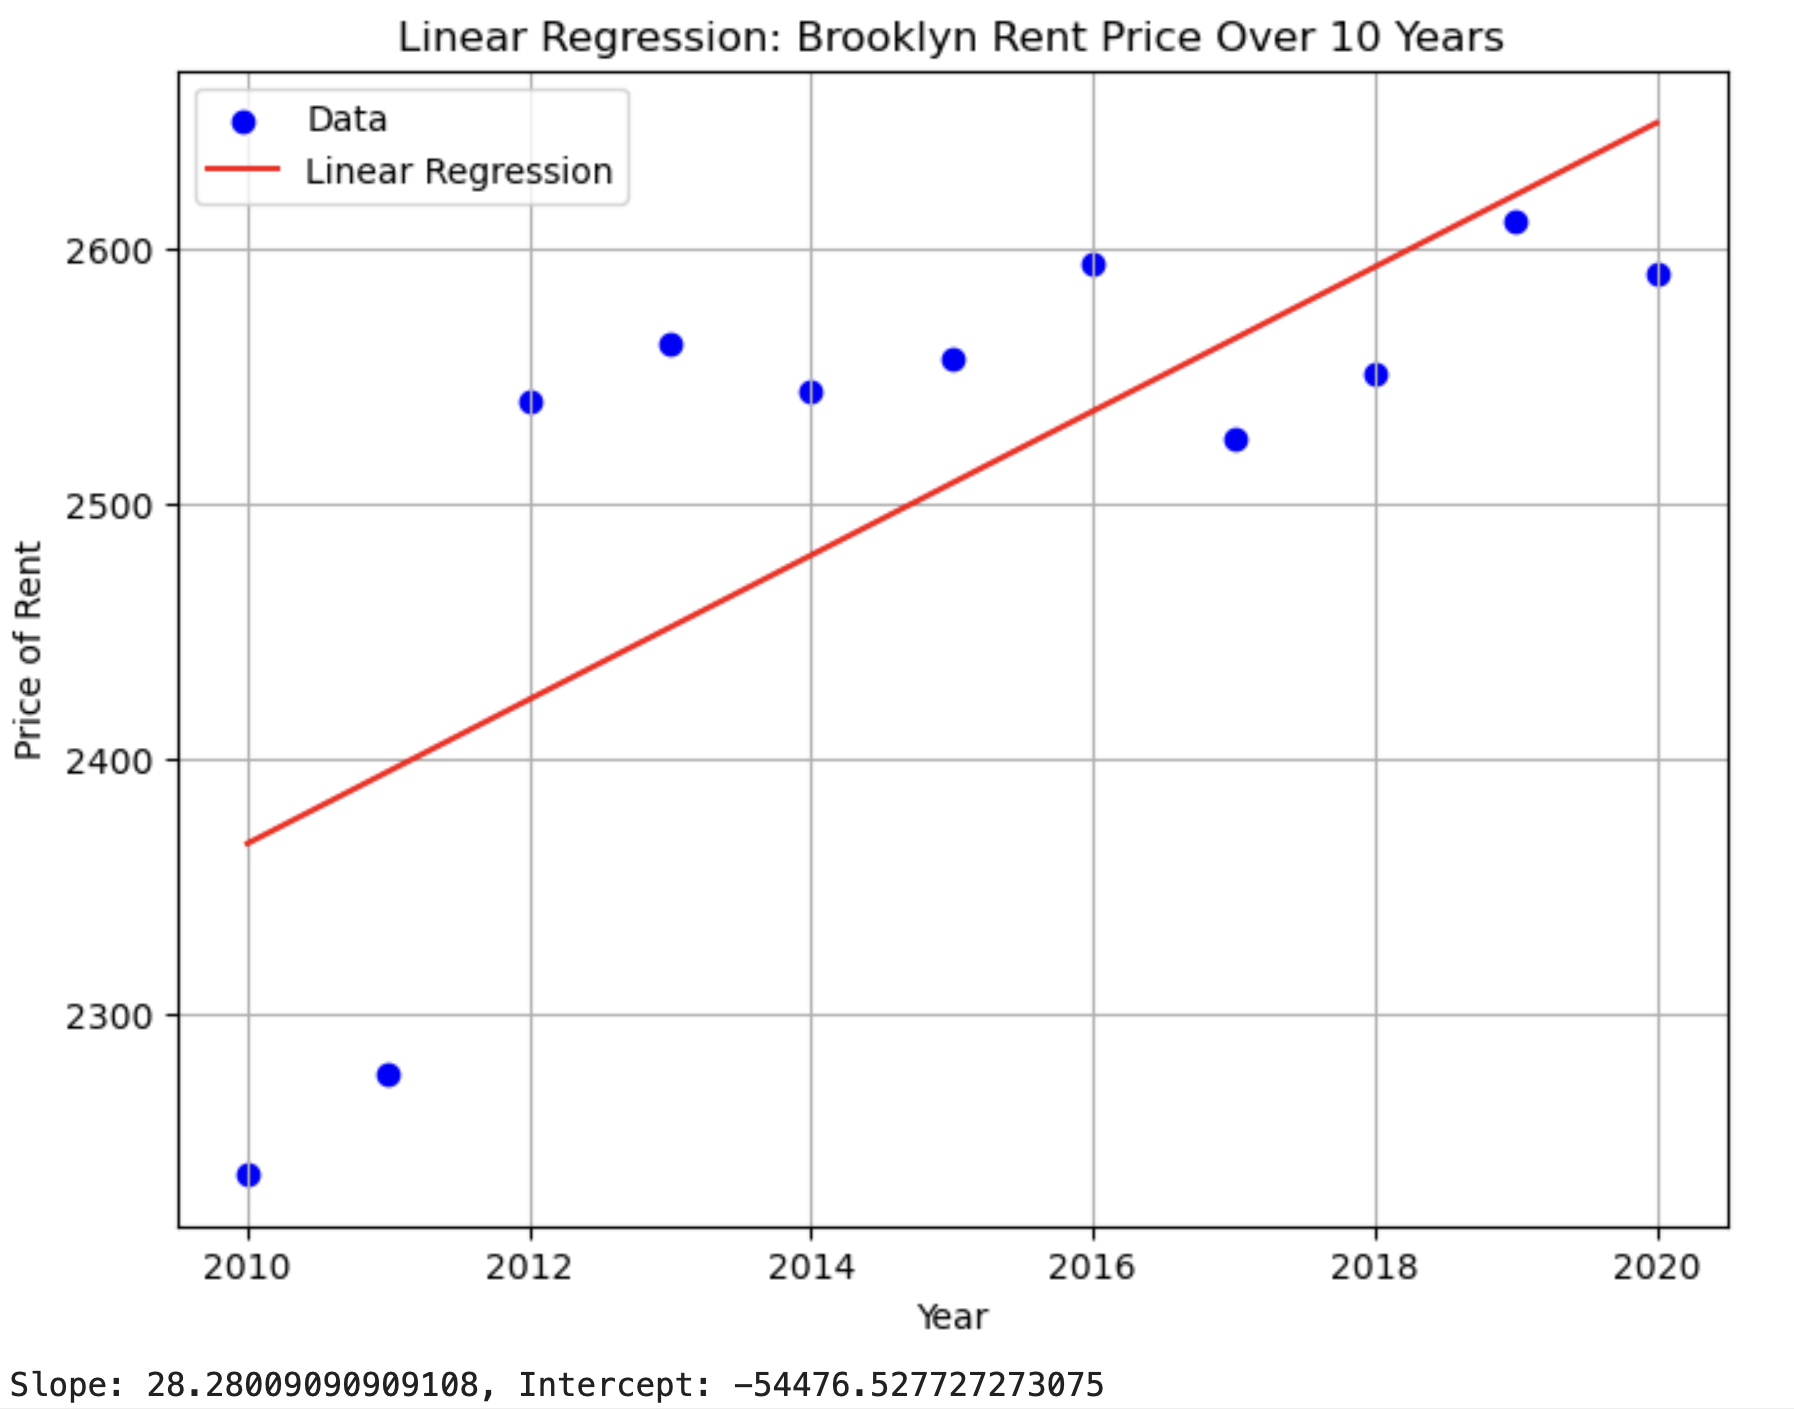 Linear Regression: Brooklyn Rent Price Over 10 Years
Data
Linear Regression
2600
2500
2400
2300
Price of Rent
2010 2012 2014 2016 2018 2020
Year
Slope: 28.28009090909108, Intercept: −54476.527727273075